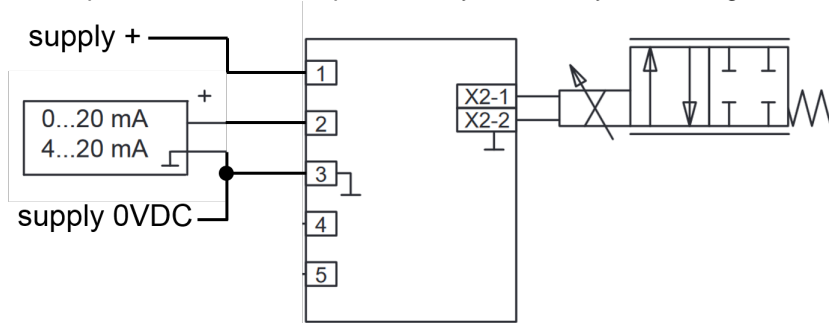 supply +
1
+
0...20 mA
4...20 mA
2
3
supply 0VDC
4
5
X2-1
X2-2